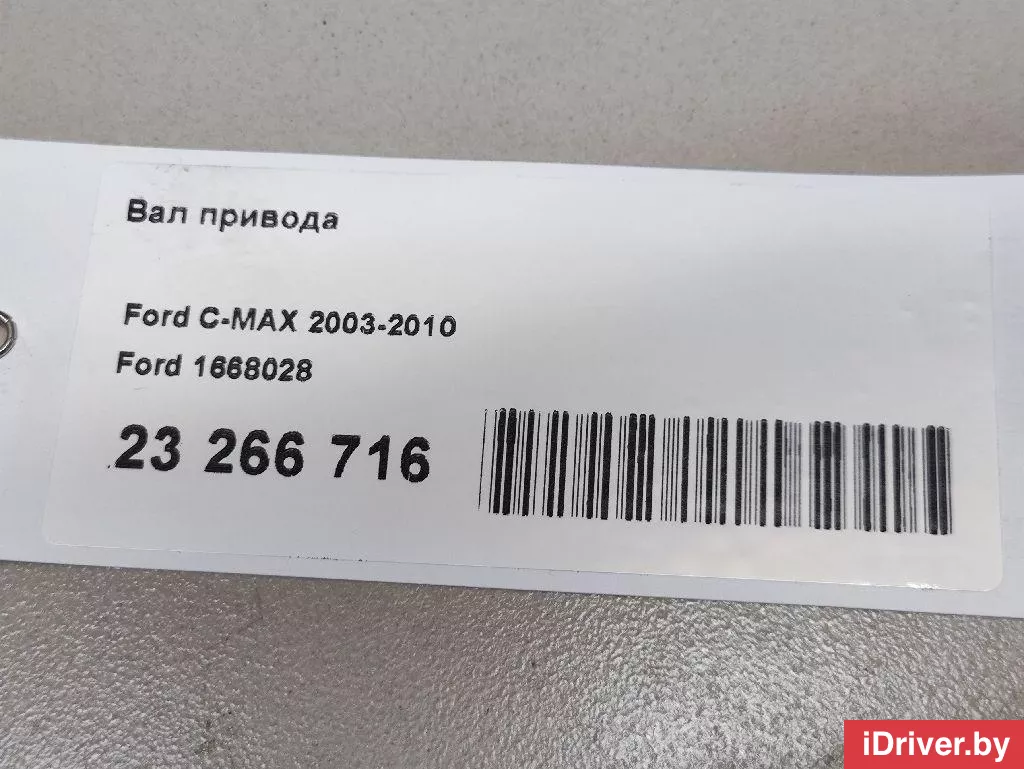 Вал привода
Ford C-MAX 2003-2010
Ford 1668028
23 266 716
iDriver.by